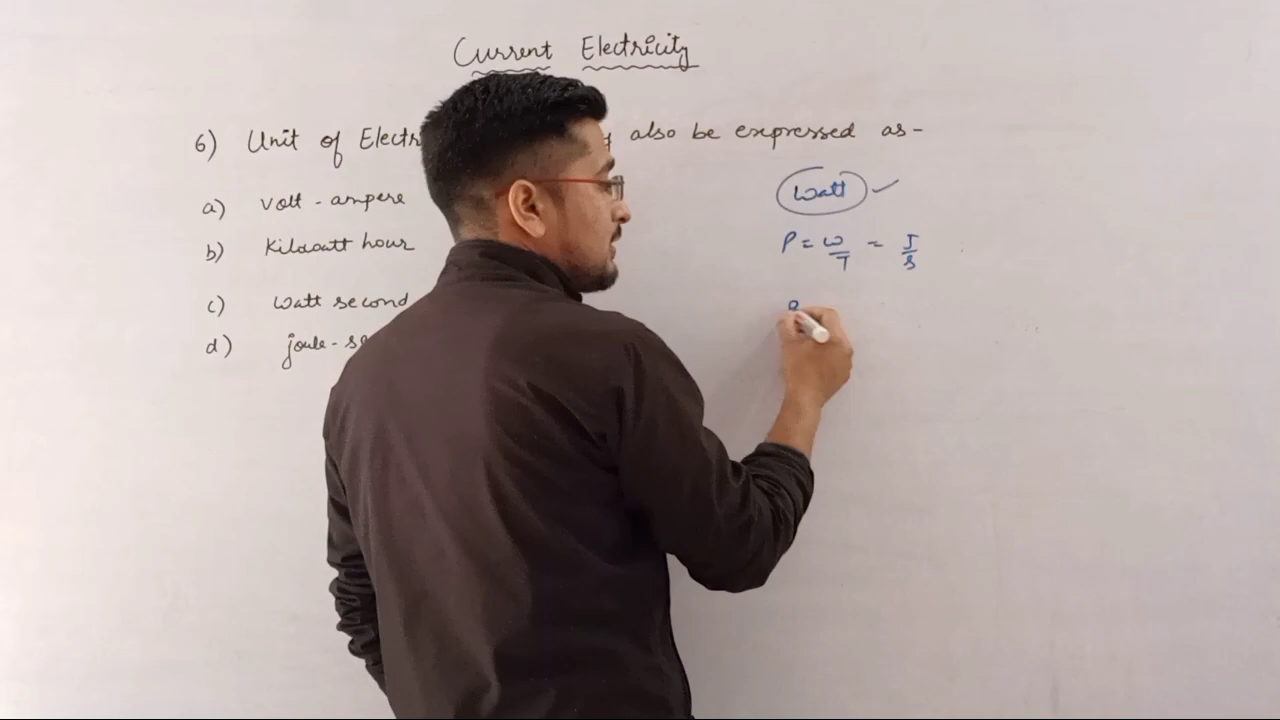 Current Electricity
6) Unit of Electr also be expressed as-
a) volt-ampere
b) Kilowatt hour
c) watt second
d) joule-s
Watt ✓
P = W/T = J/s